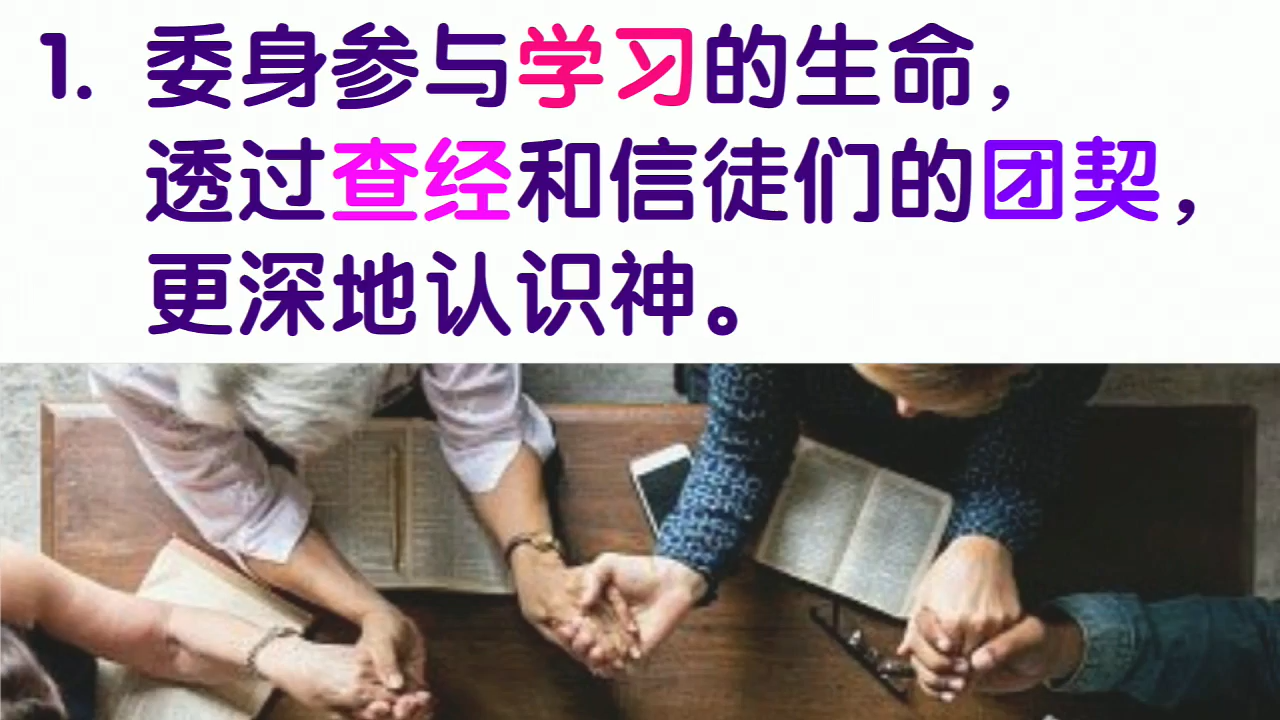 1. 委身参与学习的生命，
透过查经和信徒们的团契，
更深地认识神。